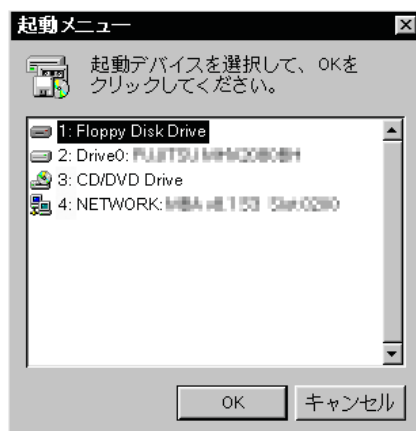 起動メニュー
起動デバイスを選択して、OKを
クリックしてください。
1: Floppy Disk Drive
2: Drive0:
3: CD/DVD Drive
4: NETWORK:
OK
キャンセル